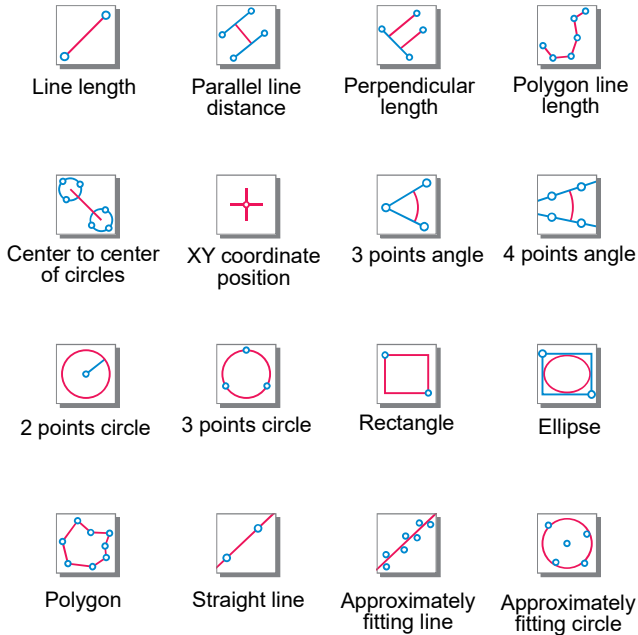 Line length
Parallel line
distance
Perpendicular
length
Polygon line
length
Center to center
of circles
XY coordinate
position
3 points angle
4 points angle
2 points circle
3 points circle
Rectangle
Ellipse
Polygon
Straight line
Approximately
fitting line
Approximately
fitting circle